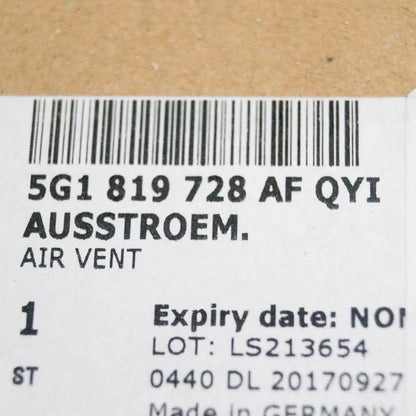 5G1 819 728 AF QYI
AUSSTROEM.
AIR VENT
1
Expiry date:
LOT: LS213654
ST
0440 DL 20170927
Made in GERMANY